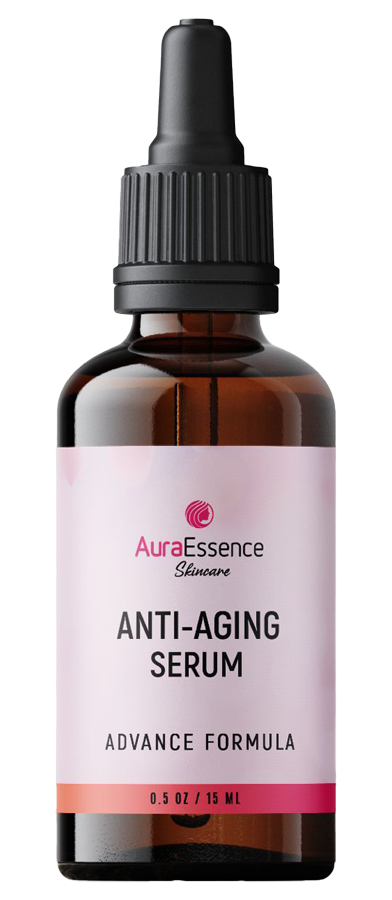 AuraEssence
Skincare
ANTI-AGING
SERUM
ADVANCE FORMULA
0.5 OZ / 15 ML